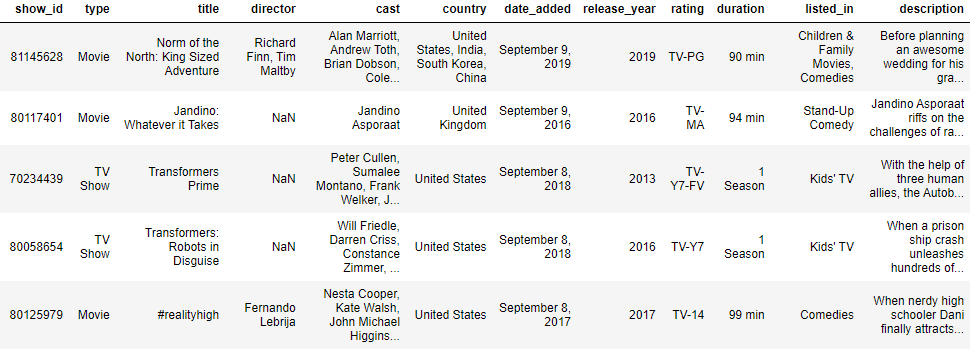 show_id type title director cast country date_added release_year rating duration listed_in description
81145628
Movie
Norm of the
North: King Sized
Adventure
Richard
Finn, Tim
Maltby
Alan Marriott,
Andrew Toth,
Brian Dobson,
Cole...
United
States, India,
South Korea,
China
September 9,
2019
2019
TV-PG
90 min
Children &
Family
Movies,
Comedies
Before planning
an awesome
wedding for his
gra...
80117401
Movie
Jandino:
Whatever it Takes
NaN
Jandino
Asporaat
United
Kingdom
September 9,
2016
2016
TV-
MA
94 min
Stand-Up
Comedy
Jandino Asporaat
riffs on the
challenges of ra...
70234439
TV
Show
Transformers
Prime
NaN
Peter Cullen,
Sumalee
Montano, Frank
Welker, J...
United States
September 8,
2018
2013
TV-
Y7-FV
1
Season
Kids' TV
With the help of
three human
allies, the Autob...
80058654
TV
Show
Transformers:
Robots in
Disguise
NaN
Will Friedle,
Darren Criss,
Constance
Zimmer, ...
United States
September 8,
2018
2016
TV-Y7
1
Season
Kids' TV
When a prison
ship crash
unleashes
hundreds of...
80125979
Movie
#realityhigh
Fernando
Lebrija
Nesta Cooper,
Kate Walsh,
John Michael
Higgins...
United States
September 8,
2017
2017
TV-14
99 min
Comedies
When nerdy high
schooler Dani
finally attracts...